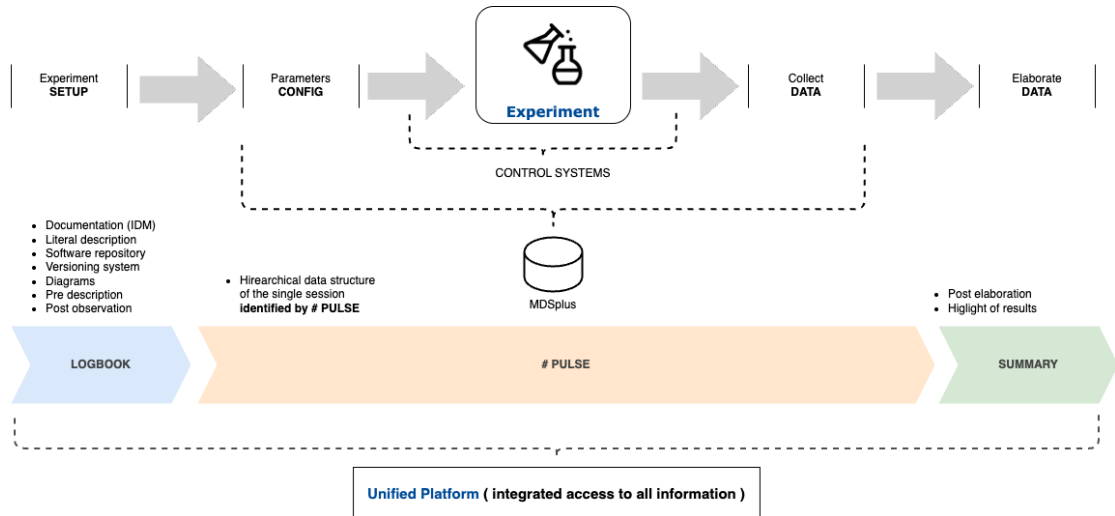 Experiment
SETUP
Parameters
CONFIG
Experiment
Collect
DATA
Elaborate
DATA
CONTROL SYSTEMS
• Documentation (IDM)
• Literal description
• Software repository
• Versioning system
• Diagrams
• Pre description
• Post observation
• Hirearchical data structure
of the single session
identified by # PULSE
MDSplus
• Post elaboration
• Higlight of results
LOGBOOK
# PULSE
SUMMARY
Unified Platform ( integrated access to all information )